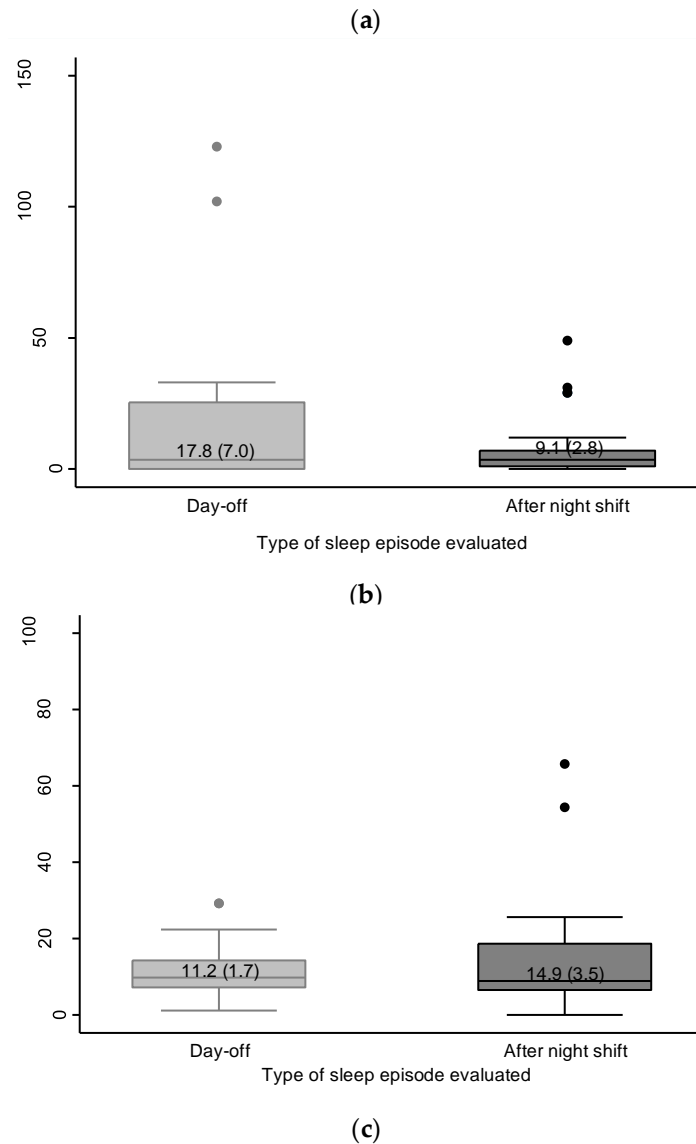 (a)
150
100
50
0
17.8 (7.0)
9.1 (2.8)
Day-off
After night shift
Type of sleep episode evaluated
(b)
100
80
60
40
20
0
11.2 (1.7)
14.9 (3.5)
Day-off
After night shift
Type of sleep episode evaluated
(c)